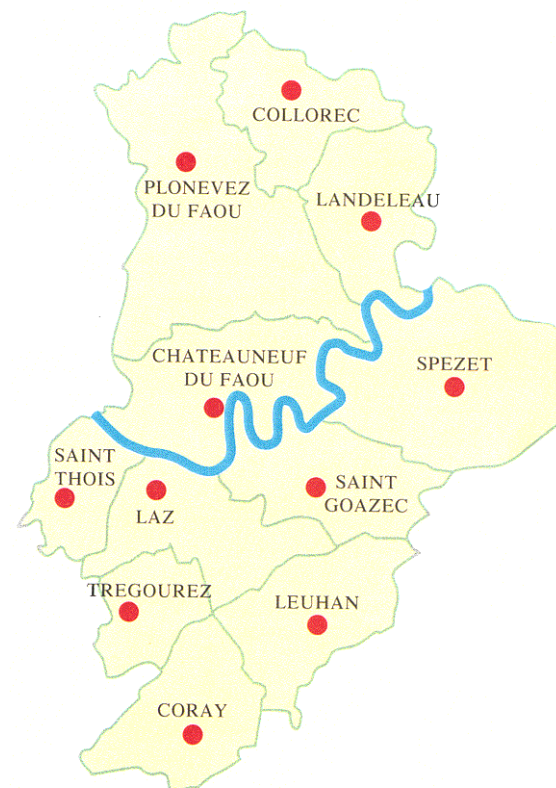 COLLOREC
PLONEVEZ
DU FAOU
LANDELEAU
CHATEAUNEUF
DU FAOU
SPEZET
SAINT
THOIS
LAZ
SAINT
GOAZEC
TREGOUREZ
LEUHAN
CORAY